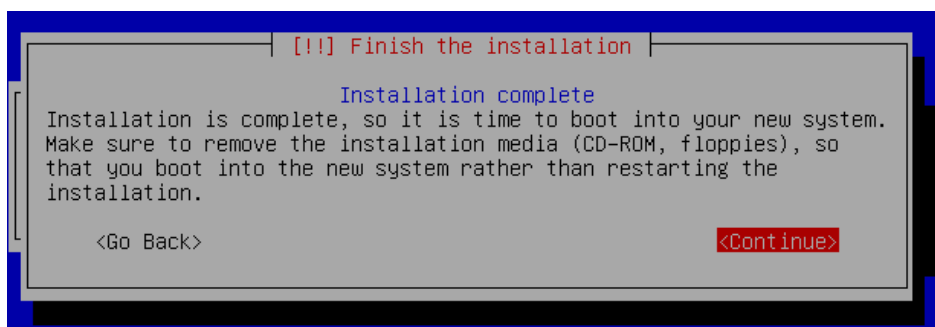 [!!] Finish the installation
Installation complete
Installation is complete, so it is time to boot into your new system.
Make sure to remove the installation media (CD-ROM, floppies), so
that you boot into the new system rather than restarting the
installation.
<Go Back> <Continue>